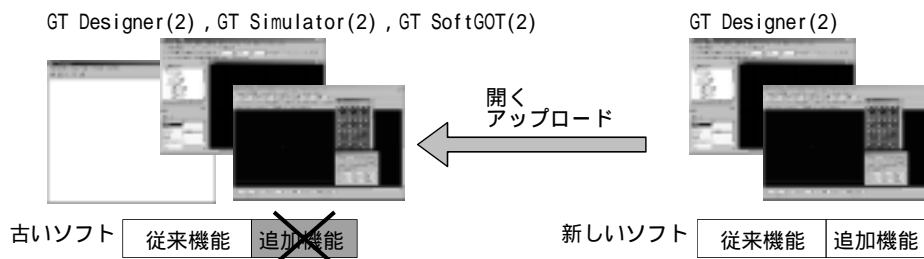 GT Designer(2) , GT Simulator(2) , GT SoftGOT(2)
GT Designer(2)
開く
アップロード
古いソフト 従来機能 追加機能
新しいソフト 従来機能 追加機能